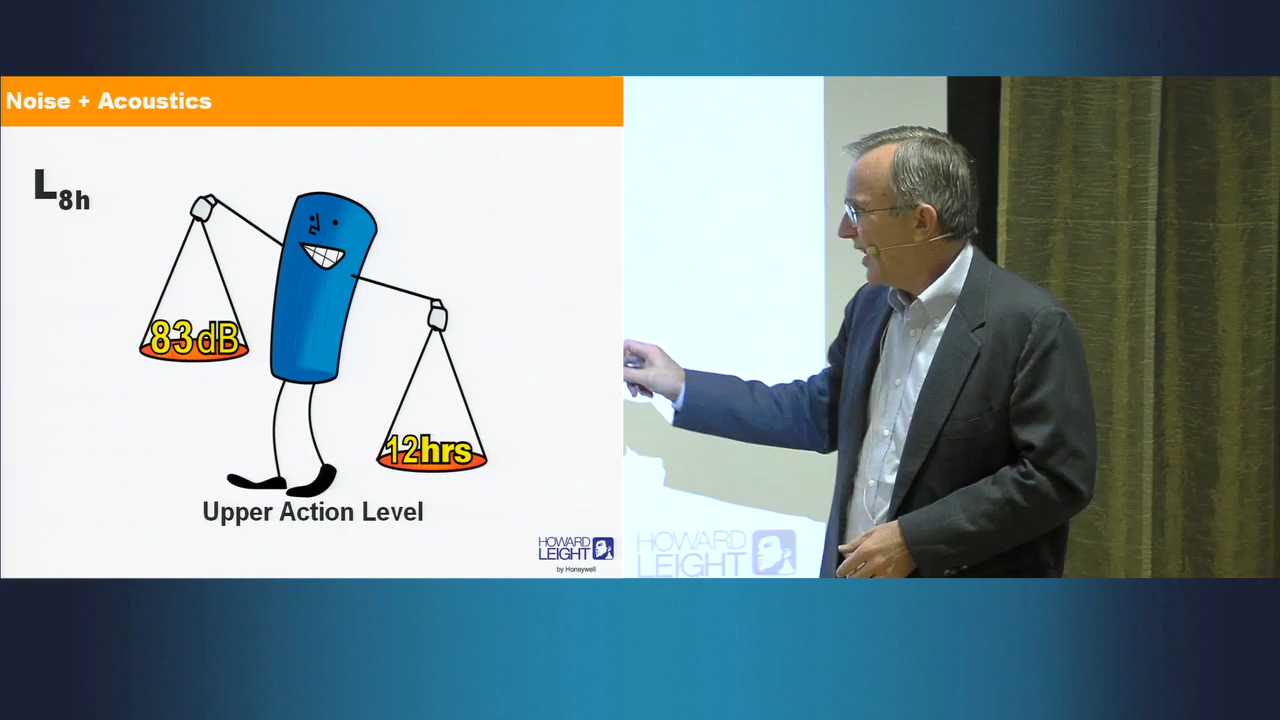 Noise + Acoustics
L8h
83dB
12hrs
Upper Action Level
HOWARD
LEIGHT
by Honeywell
HOWARD
LEIGHT